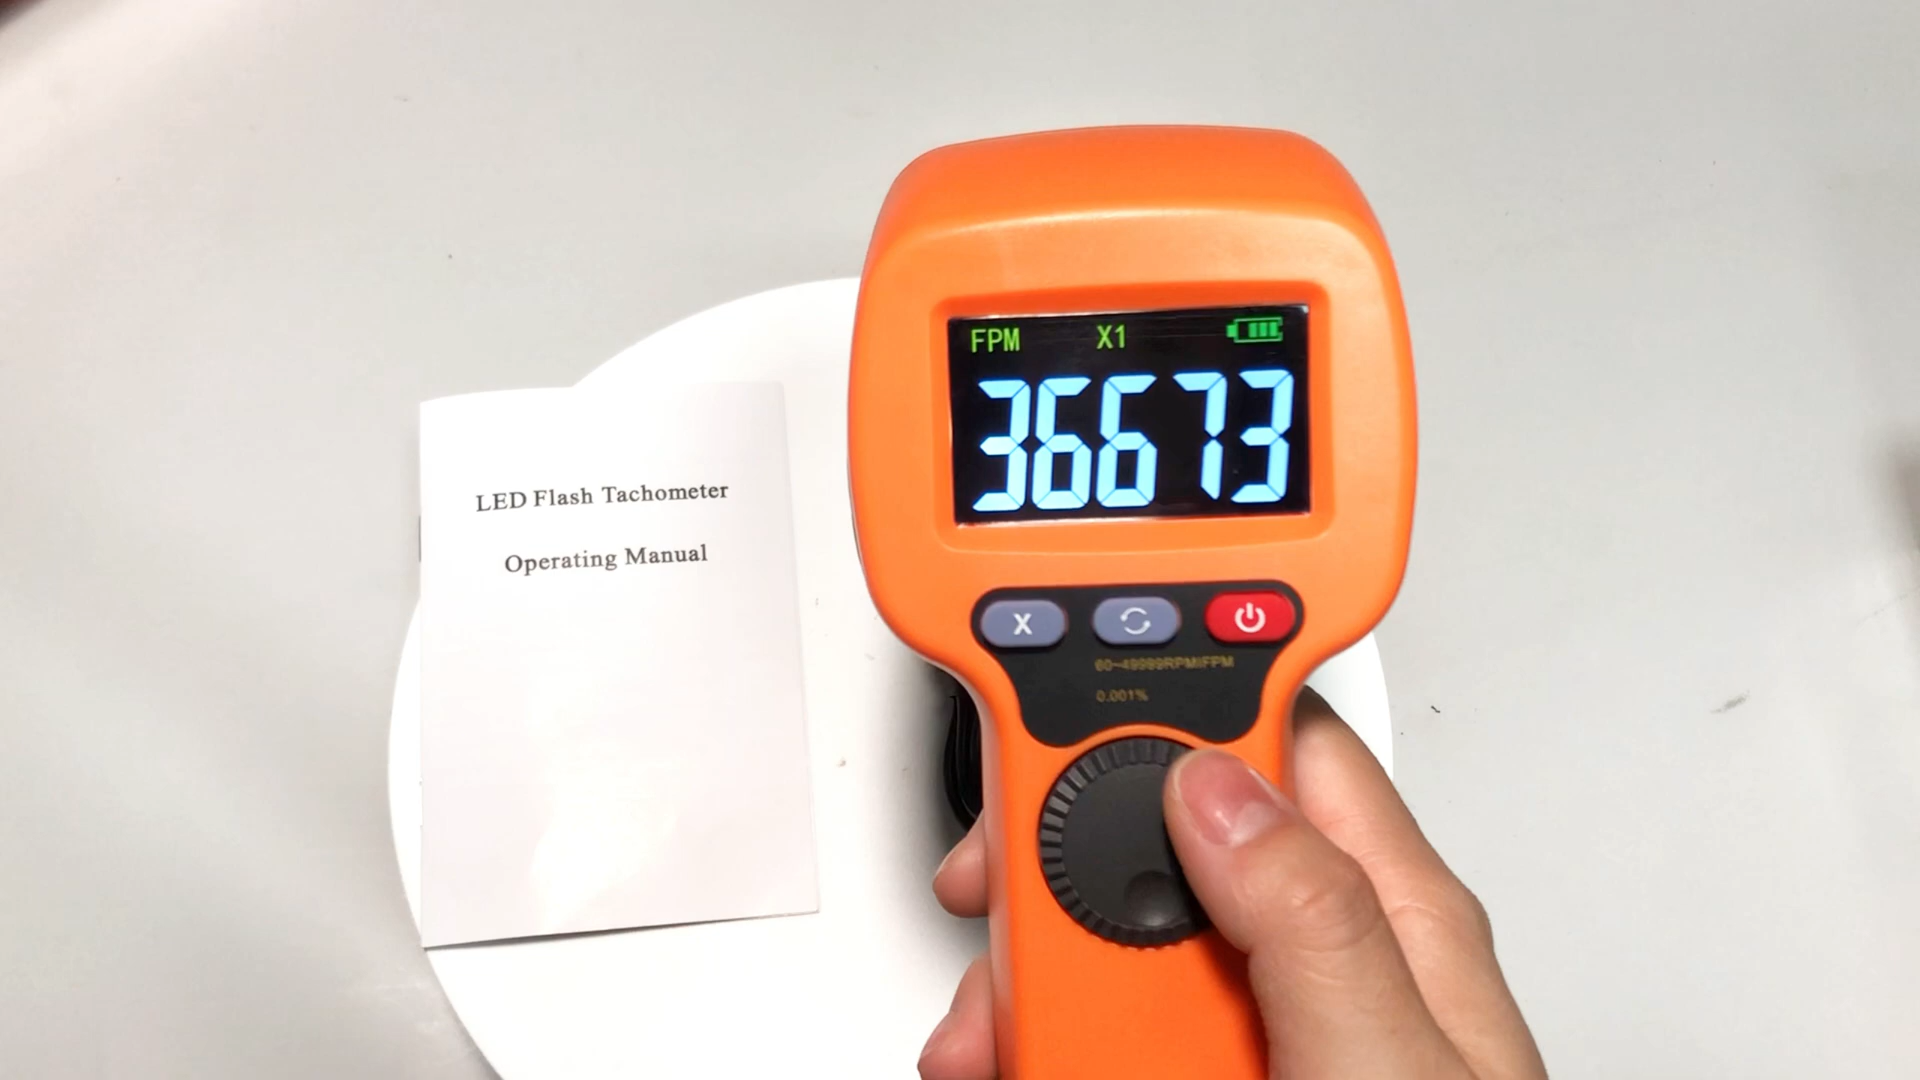 LED Flash Tachometer
Operating Manual
FPM X1
36673
X
60~49999RPM/FPM
0.001%